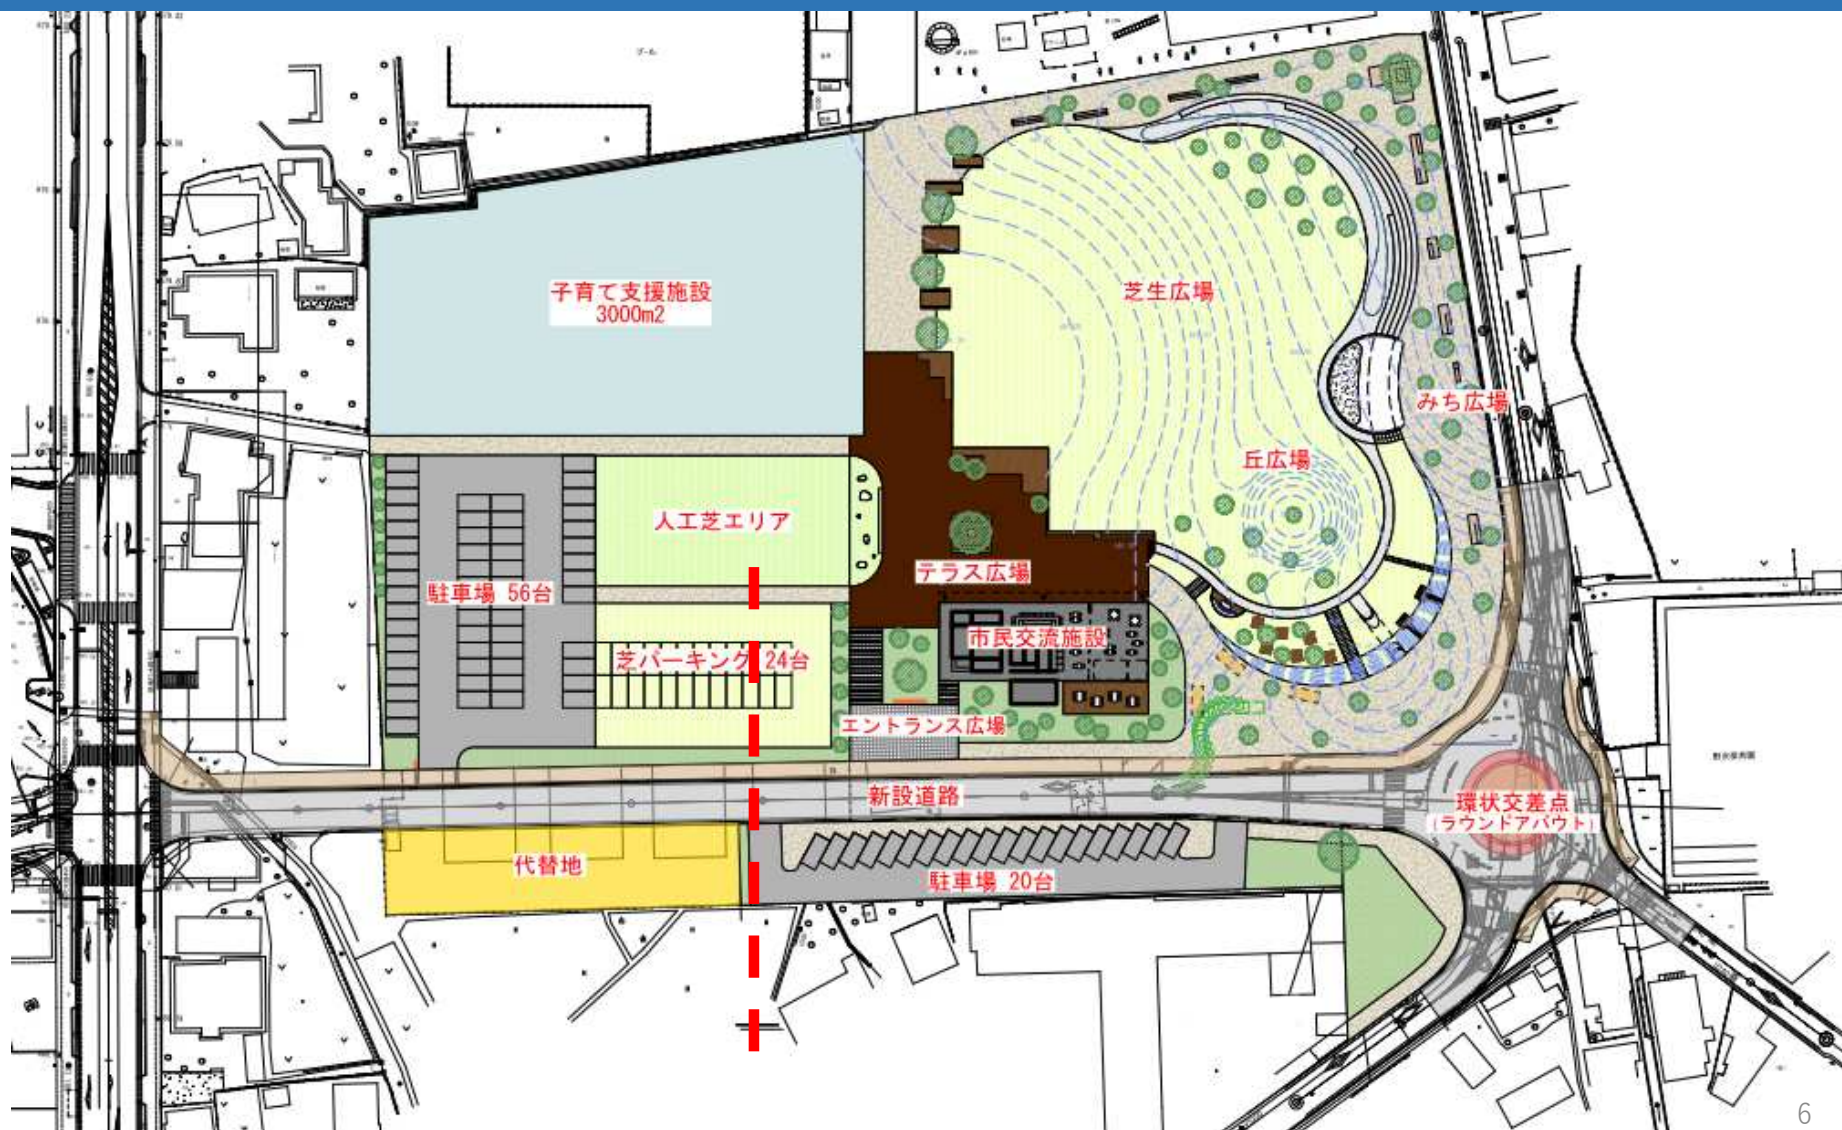 子育て支援施設
3000m2
芝生広場
みち広場
丘広場
人工芝エリア
テラス広場
駐車場 56台
市民交流施設
芝パーキング 24台
エントランス広場
新設道路
環状交差点
(ラウンドアバウト)
代替地
駐車場 20台
6